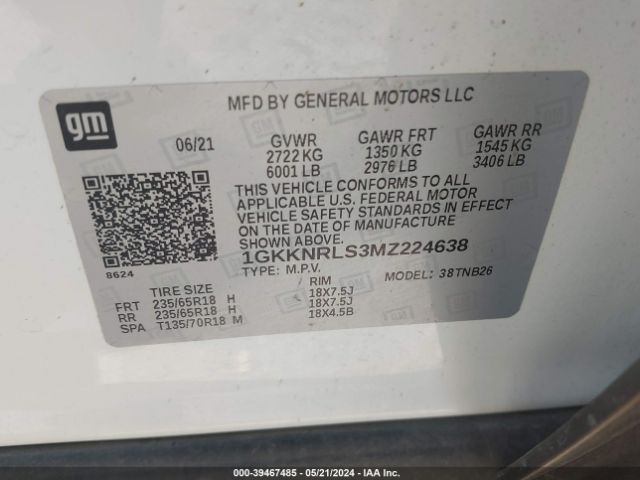 gm
MFD BY GENERAL MOTORS LLC
06/21 GVWR GAWR FRT GAWR RR
2722 KG 1350 KG 1545 KG
6001 LB 2976 LB 3406 LB
THIS VEHICLE CONFORMS TO ALL
APPLICABLE U.S. FEDERAL MOTOR
VEHICLE SAFETY STANDARDS IN EFFECT
ON THE DATE OF MANUFACTURE
SHOWN ABOVE.
1GKKNRLS3MZ224638
8624
TYPE: M.P.V. MODEL: 38TNB26
TIRE SIZE RIM
FRT 235/65R18 H 18X7.5J
RR 235/65R18 H 18X7.5J
SPA T135/70R18 M 18X4.5B
000-39467485 - 05/21/2024 - IAA Inc.